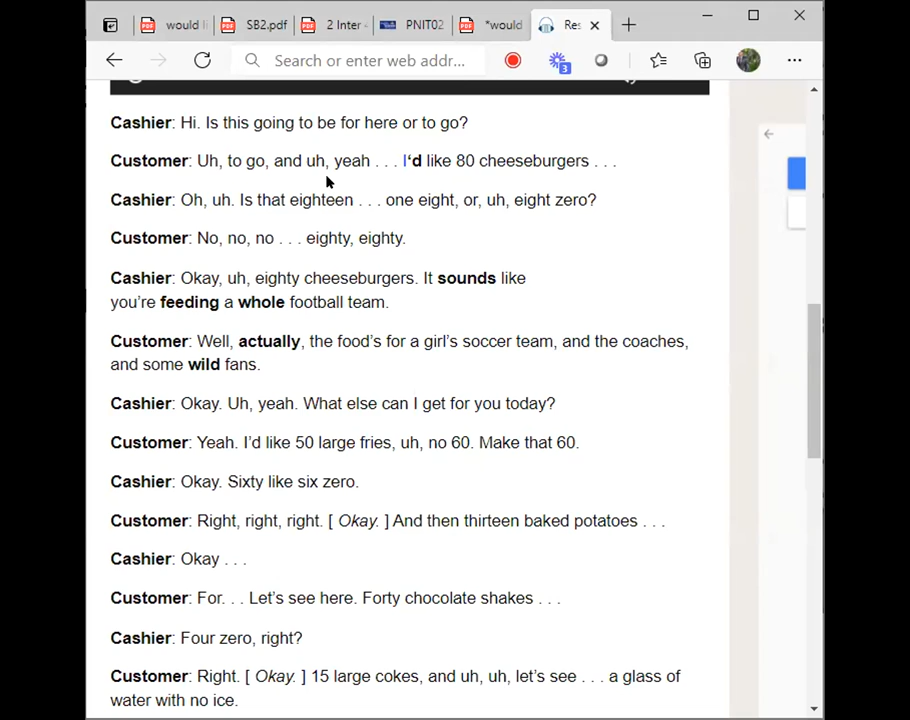 would li
SB2.pdf
2 Inter
PNIT02
*would
Res
Search or enter web addr...
3
Cashier: Hi. Is this going to be for here or to go?
Customer: Uh, to go, and uh, yeah . . . I‘d like 80 cheeseburgers . . .
Cashier: Oh, uh. Is that eighteen . . . one eight, or, uh, eight zero?
Customer: No, no, no . . . eighty, eighty.
Cashier: Okay, uh, eighty cheeseburgers. It sounds like
you’re feeding a whole football team.
Customer: Well, actually, the food’s for a girl’s soccer team, and the coaches,
and some wild fans.
Cashier: Okay. Uh, yeah. What else can I get for you today?
Customer: Yeah. I’d like 50 large fries, uh, no 60. Make that 60.
Cashier: Okay. Sixty like six zero.
Customer: Right, right, right. [ Okay. ] And then thirteen baked potatoes . . .
Cashier: Okay . . .
Customer: For. . . Let’s see here. Forty chocolate shakes . . .
Cashier: Four zero, right?
Customer: Right. [ Okay. ] 15 large cokes, and uh, uh, let’s see . . . a glass of
water with no ice.